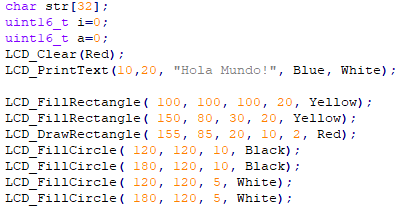 char str[32];
uint16_t i=0;
uint16_t a=0;
LCD_Clear(Red);
LCD_PrintText(10,20, "Hola Mundo!", Blue, White);
LCD_FillRectangle( 100, 100, 100, 20, Yellow);
LCD_FillRectangle( 150, 80, 30, 20, Yellow);
LCD_DrawRectangle( 155, 85, 20, 10, 2, Red);
LCD_FillCircle( 120, 120, 10, Black);
LCD_FillCircle( 180, 120, 10, Black);
LCD_FillCircle( 120, 120, 5, White);
LCD_FillCircle( 180, 120, 5, White);